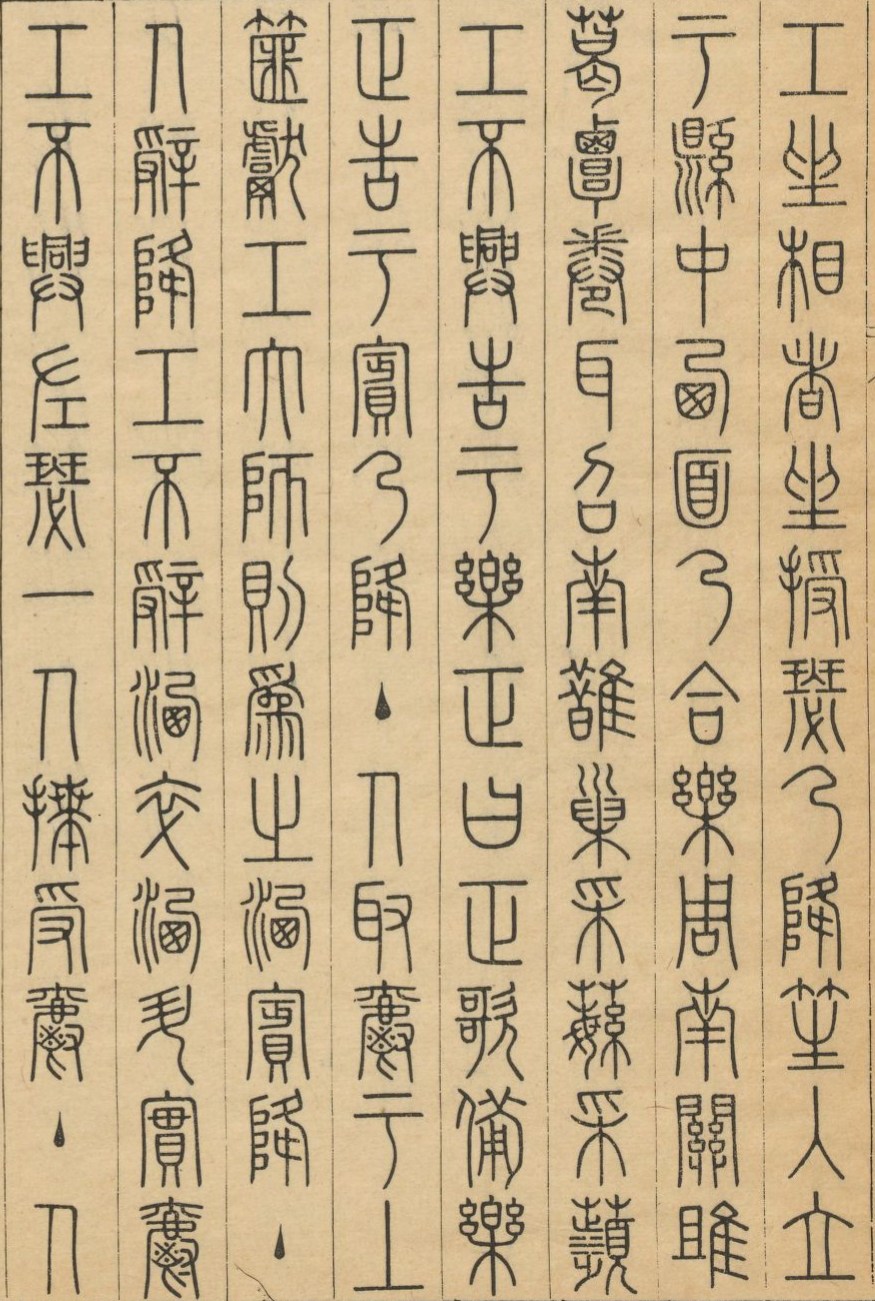 工坐相者坐授瑟乃降笙入立
于縣中西面乃合樂周南關雎
葛覃卷耳召南鵲巢采蘩采蘋
工不興告于樂正曰正歌備樂
正告于賓乃降主人取爵于上
篚獻工大師則爲之洗賓降主
人辭降工不辭洗卒洗升實爵
工不興左瑟一人拜受爵主人